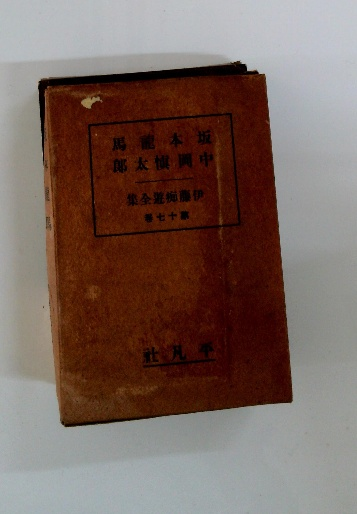 坂本龍馬
中岡慎太郎
伊藤痴遊全集
第十七巻
平凡社